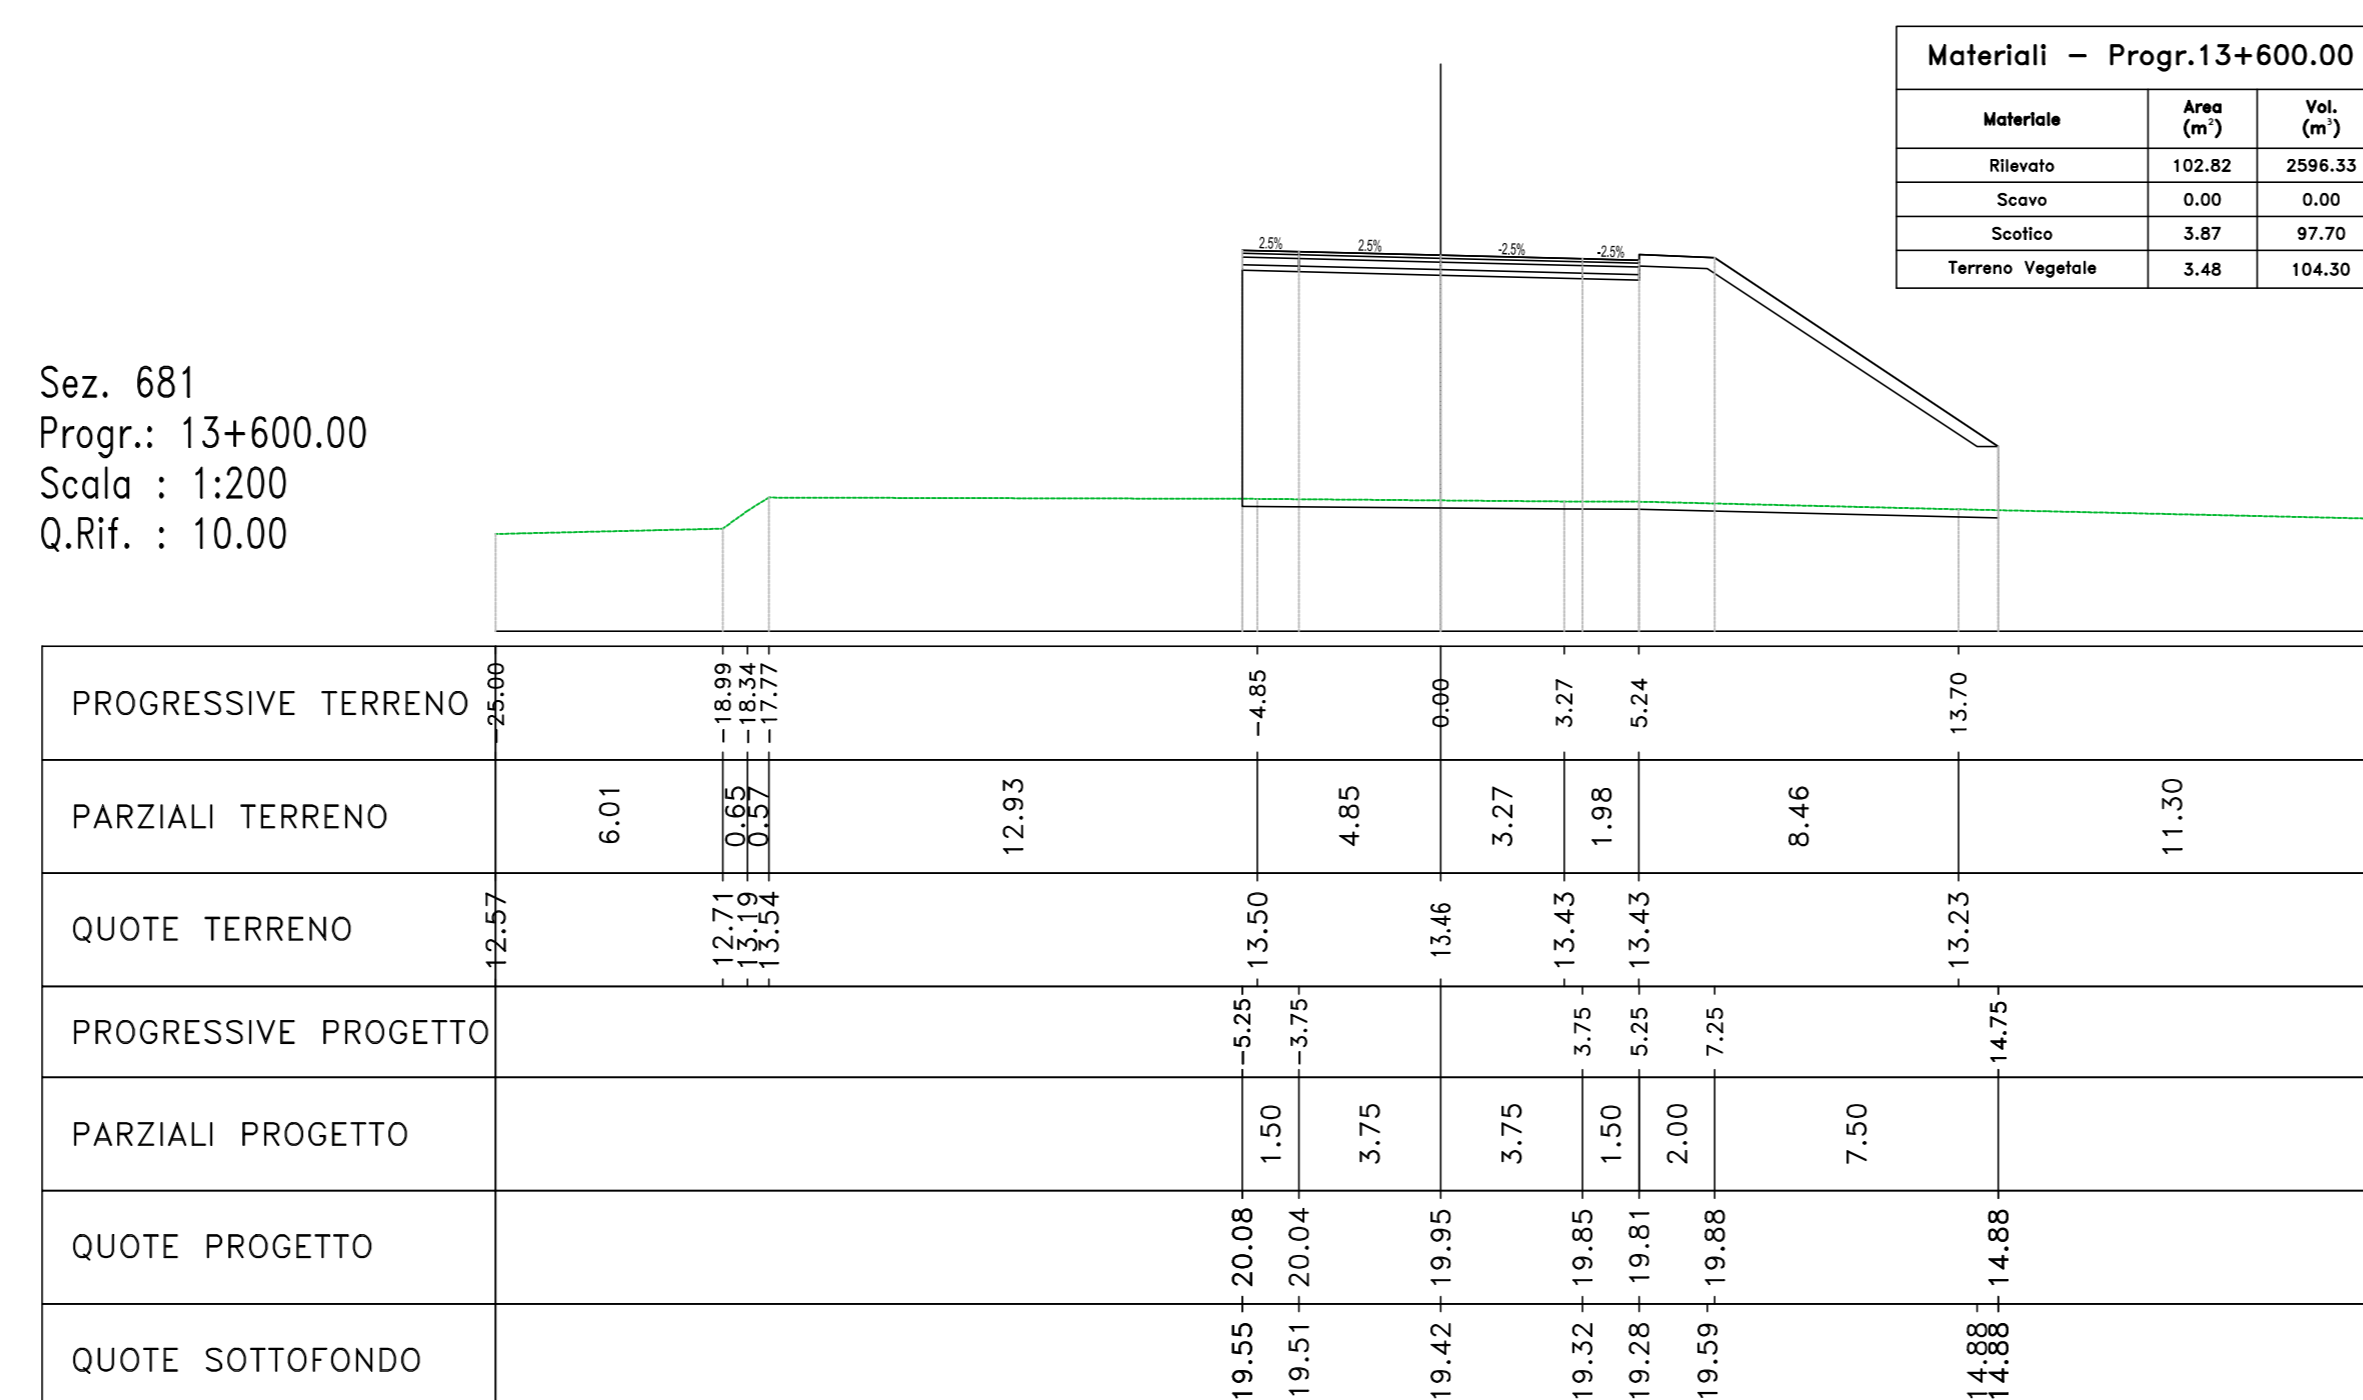 Materiali – Progr.13+600.00
Materiale Area (m²) Vol. (m³)
Rilevato 102.82 2596.33
Scavo 0.00 0.00
Scotico 3.87 97.70
Terreno Vegetale 3.48 104.30
2.5% 2.5% -2.5% -2.5%
Sez. 681
Progr.: 13+600.00
Scala : 1:200
Q.Rif. : 10.00
PROGRESSIVE TERRENO -25.00 -18.99 -18.34 -17.77 -4.85 0.00 3.27 5.24 13.70
PARZIALI TERRENO 6.01 0.65 0.57 12.93 4.85 3.27 1.98 8.46 11.30
QUOTE TERRENO 12.57 12.71 13.19 13.54 13.50 13.46 13.43 13.43 13.23
PROGRESSIVE PROGETTO -5.25 -3.75 3.75 5.25 7.25 14.75
PARZIALI PROGETTO 1.50 3.75 3.75 1.50 2.00 7.50
QUOTE PROGETTO 20.08 20.04 19.95 19.85 19.81 19.88 14.88
QUOTE SOTTOFONDO 19.55 19.51 19.42 19.32 19.28 19.59 14.88 14.88